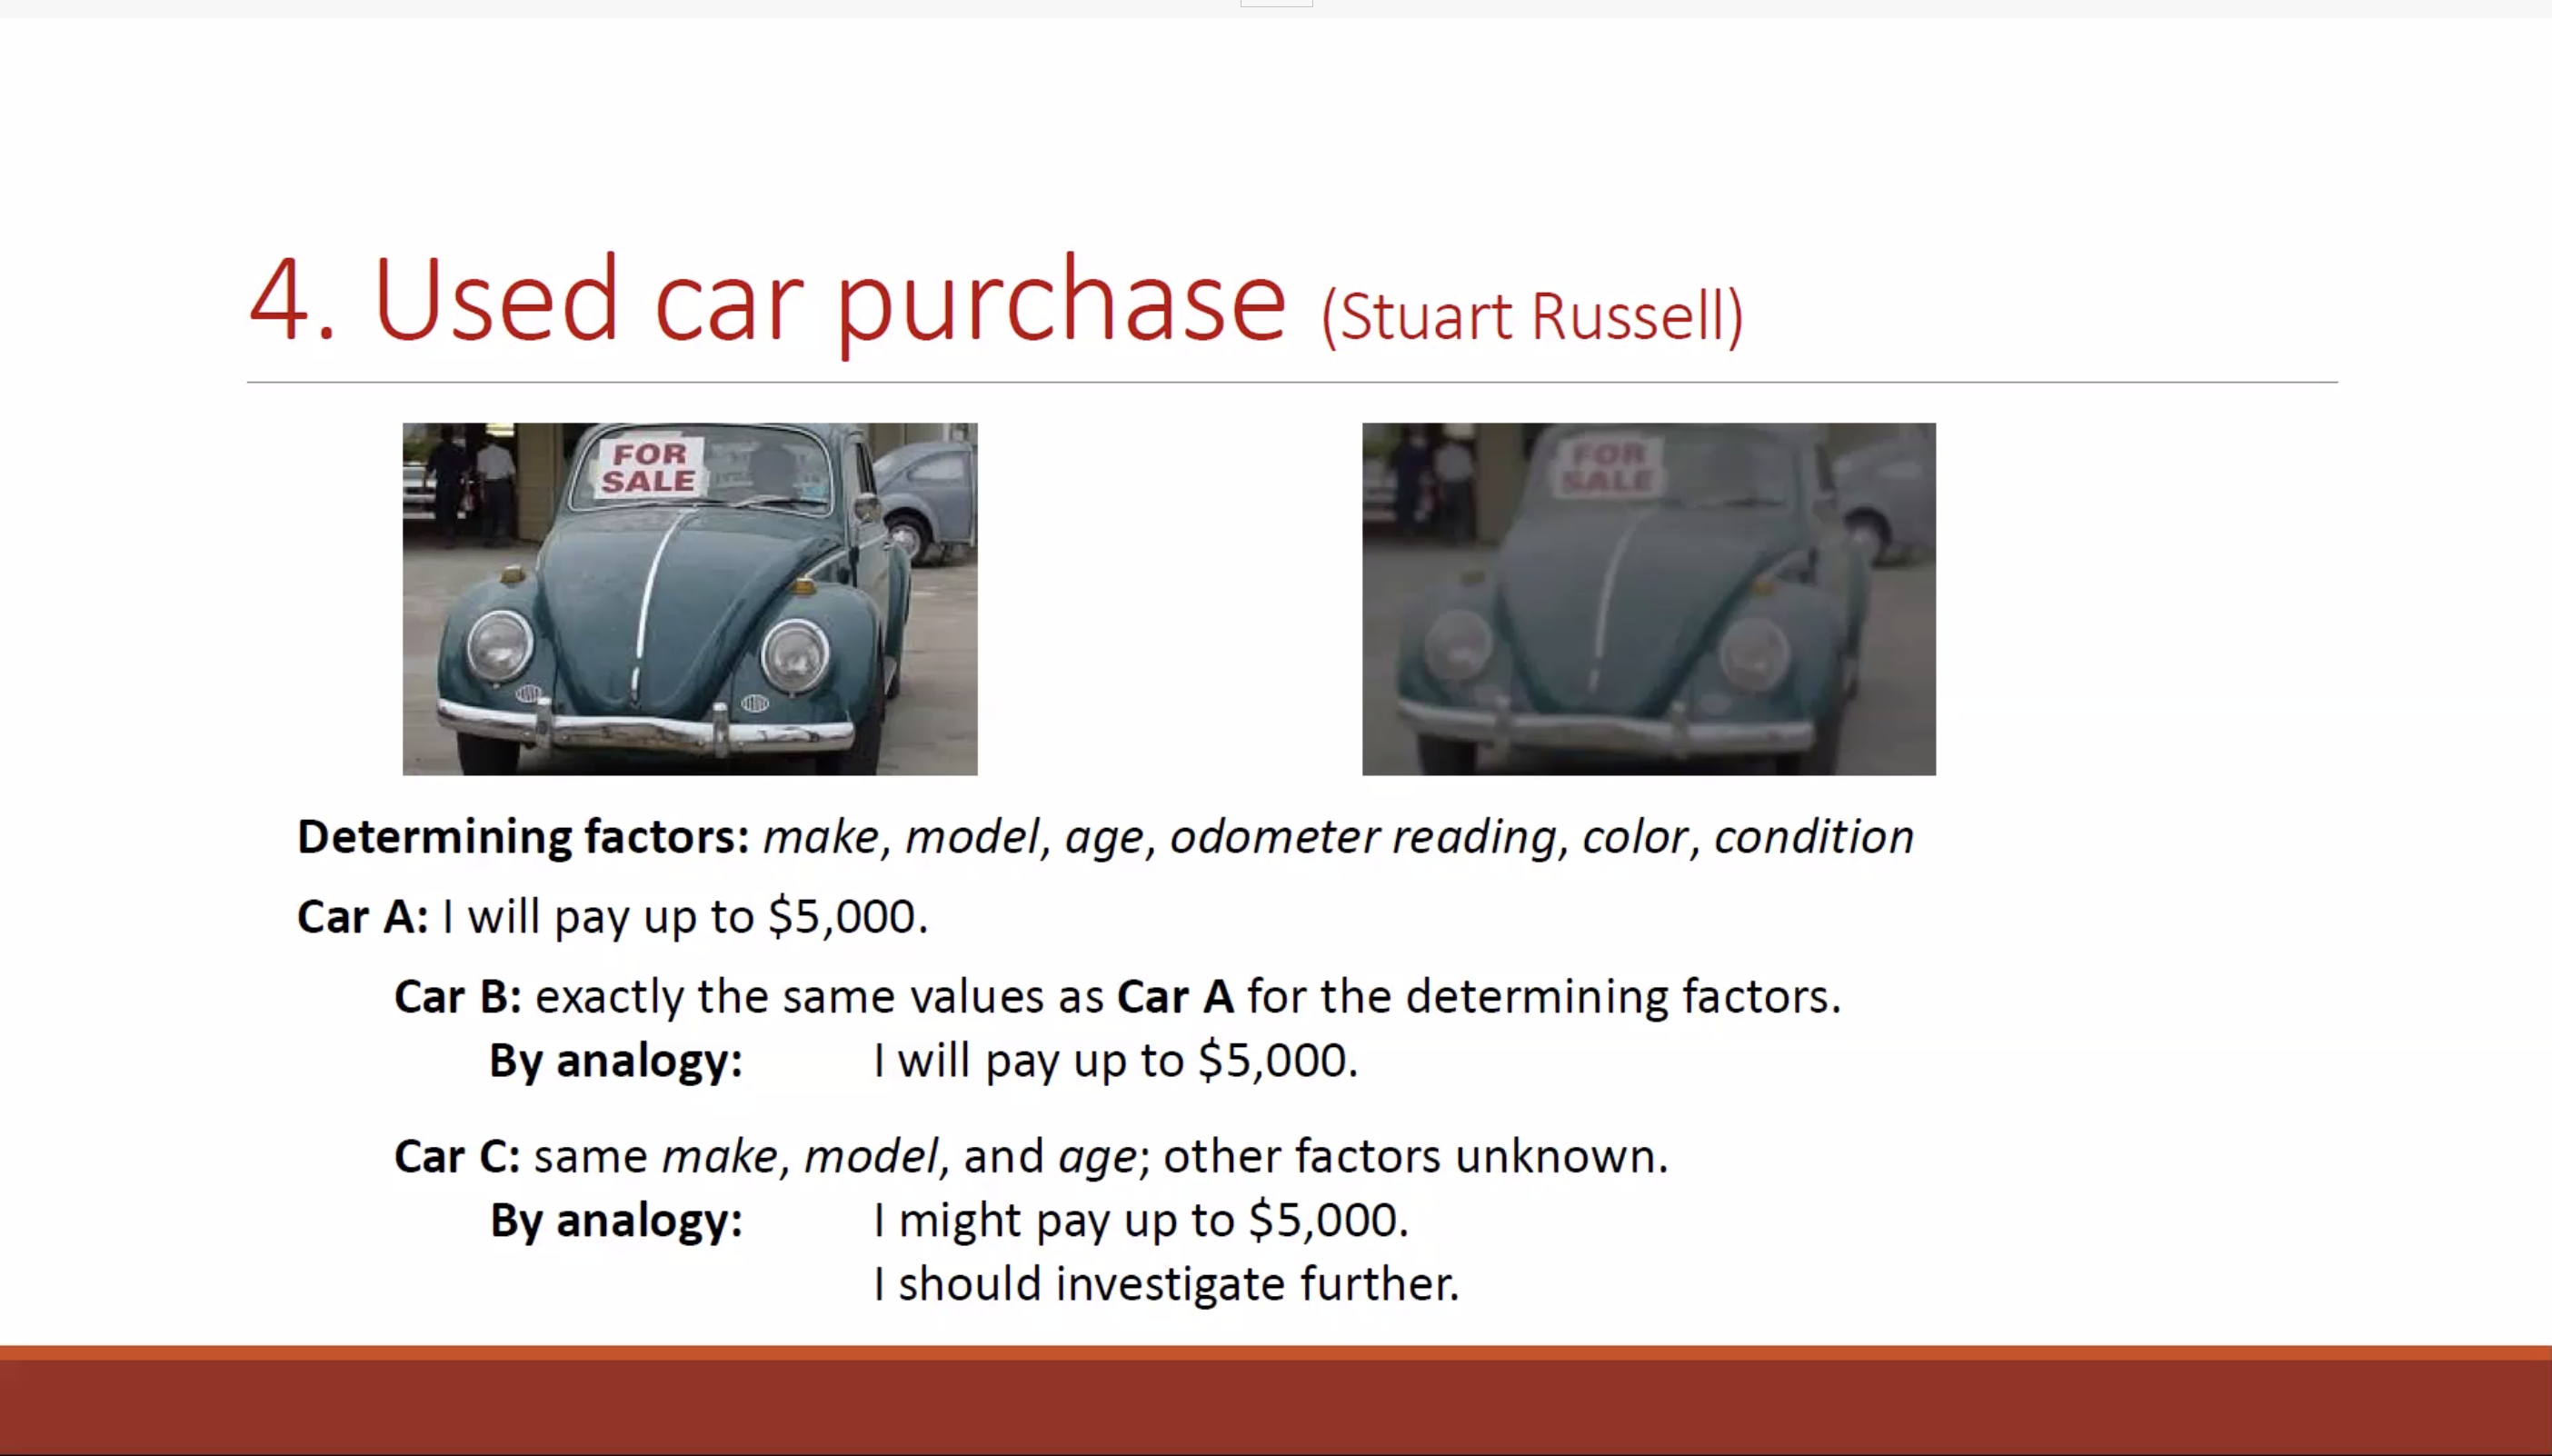 4. Used car purchase (Stuart Russell)
FOR
SALE
FOR
SALE
Determining factors: make, model, age, odometer reading, color, condition
Car A: I will pay up to $5,000.
Car B: exactly the same values as Car A for the determining factors.
By analogy: I will pay up to $5,000.
Car C: same make, model, and age; other factors unknown.
By analogy: I might pay up to $5,000.
I should investigate further.